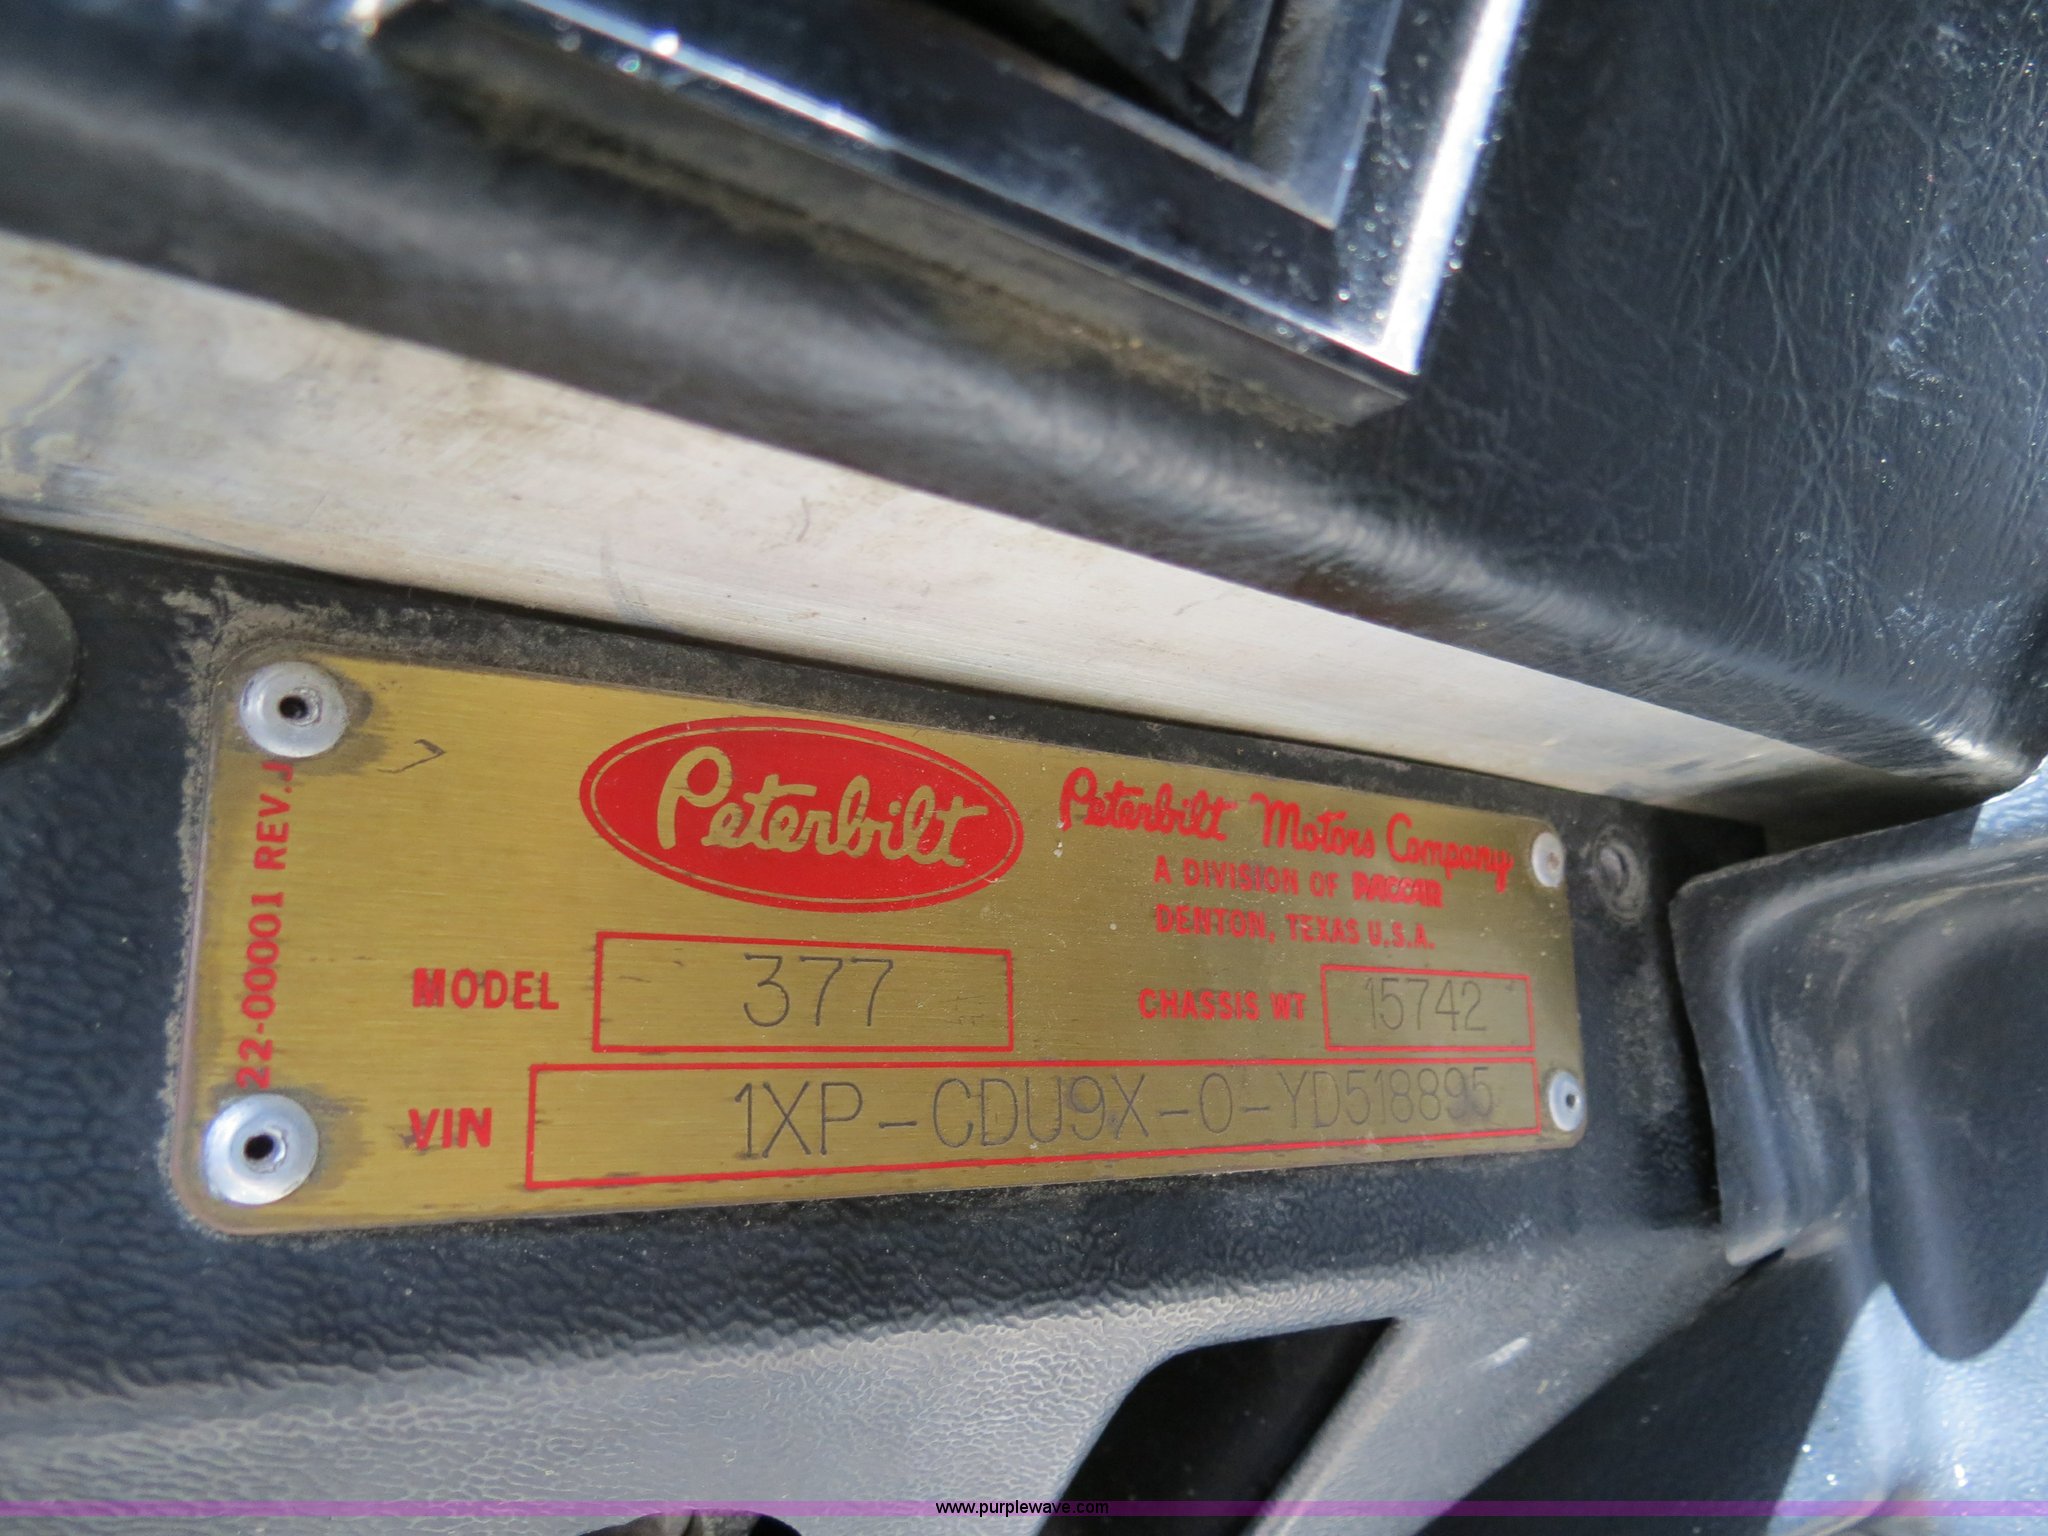 22-00001 REV.J
Peterbilt
Peterbilt Motors Company
A DIVISION OF PACCAR
DENTON, TEXAS U.S.A.
MODEL 377
CHASSIS WT 15742
VIN 1XP-CDU9X-0-YD518895
www.purplewave.com